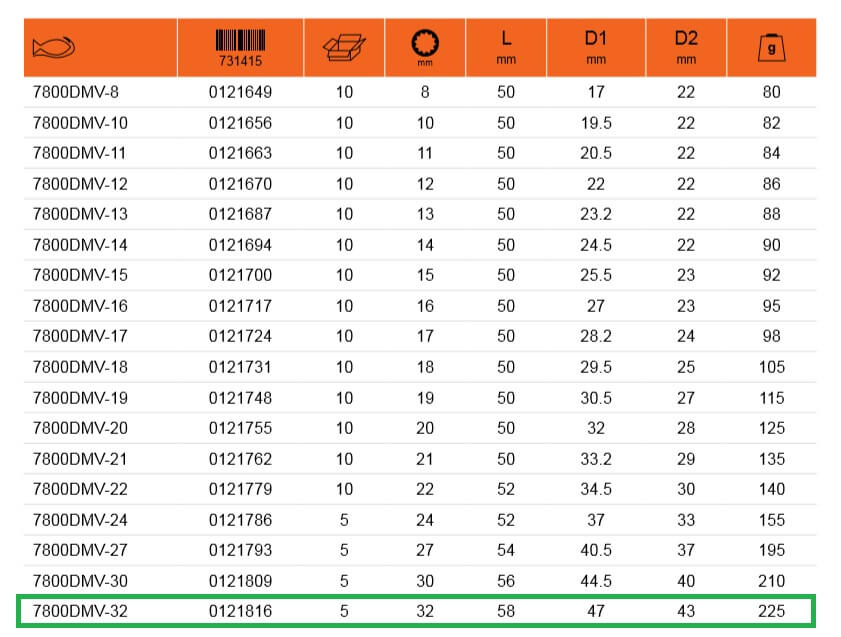 731415 mm L mm D1 mm D2 mm g
7800DMV-8 0121649 10 8 50 17 22 80
7800DMV-10 0121656 10 10 50 19.5 22 82
7800DMV-11 0121663 10 11 50 20.5 22 84
7800DMV-12 0121670 10 12 50 22 22 86
7800DMV-13 0121687 10 13 50 23.2 22 88
7800DMV-14 0121694 10 14 50 24.5 22 90
7800DMV-15 0121700 10 15 50 25.5 23 92
7800DMV-16 0121717 10 16 50 27 23 95
7800DMV-17 0121724 10 17 50 28.2 24 98
7800DMV-18 0121731 10 18 50 29.5 25 105
7800DMV-19 0121748 10 19 50 30.5 27 115
7800DMV-20 0121755 10 20 50 32 28 125
7800DMV-21 0121762 10 21 50 33.2 29 135
7800DMV-22 0121779 10 22 52 34.5 30 140
7800DMV-24 0121786 5 24 52 37 33 155
7800DMV-27 0121793 5 27 54 40.5 37 195
7800DMV-30 0121809 5 30 56 44.5 40 210
7800DMV-32 0121816 5 32 58 47 43 225